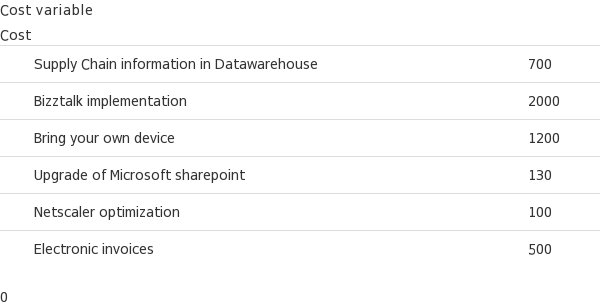 Cost variable
Cost
Supply Chain information in Datawarehouse 700
Bizztalk implementation 2000
Bring your own device 1200
Upgrade of Microsoft sharepoint 130
Netscaler optimization 100
Electronic invoices 500
0